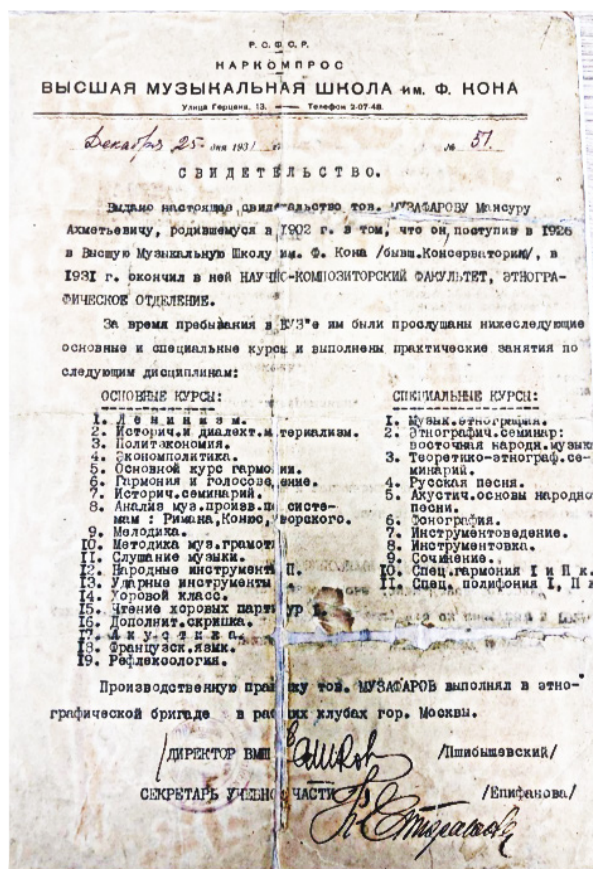 Р. С. Ф. С. Р.
НАРКОМПРОС
ВЫСШАЯ МУЗЫКАЛЬНАЯ ШКОЛА им. Ф. КОНА
Улица Герцена, 13. — Телефон 2-07-48.
Декабря 25 дня 1931 г. № 51.
СВИДЕТЕЛЬСТВО.
Выдано настоящее свидетельство тов. МУЗАФАРОВУ Мансуру
Ахметьевичу, родившемуся в 1902 г. в том, что он поступив в 1926
в Высшую Музыкальную Школу им. Ф. Кона /бывш.Консерваторию/, в
1931 г. окончил в ней НАУЧНО-КОМПОЗИТОРСКИЙ ФАКУЛЬТЕТ, ЭТНОГРА-
ФИЧЕСКОЕ ОТДЕЛЕНИЕ.
За время пребывания в ВУЗ"е им были прослушаны нижеследующие
основные и специальные курсы и выполнены практические занятия по
следующим дисциплинам:
ОСНОВНЫЕ КУРСЫ:
1. Ленинизм.
2. Историч.и диалект.материализм.
3. Политэкономия.
4. Экономполитика.
5. Основной курс гармонии.
6. Гармония и голосоведение.
7. Историч.семинарий.
8. Анализ муз.произв.по систе-
мам : Римана,Конюс,Яворского.
9. Мелодика.
10. Методика муз.грамоты
11. Слушание музыки.
12. Народные инструмент П.
13. Ударные инструменты
14. Хоровой класс.
15. Чтение хоровых партитур
16. Дополнит.скрипка.
17. Акустика.
18. Французск.язык.
19. Рефлексология.
СПЕЦИАЛЬНЫЕ КУРСЫ:
1. Музык.этнография.
2. Этнографич.семинар:
восточная народн.музык
3. Теоретико-этнограф.се-
минарий.
4. Русская песня.
5. Акустич.основы народно
песни.
6. Фонография.
7. Инструментоведение.
8. Инструментовка.
9. Сочинение.
10. Спец.гармония I и П к.
11. Спец. полифония I, П к
Производственную практику тов. МУЗАФАРОВ выполнял в этно-
графической бригаде в рабочих клубах гор. Москвы.
ДИРЕКТОР ВМШ /Пшибышевский/
СЕКРЕТАРЬ УЧЕБНОЙ ЧАСТИ /Епифанова/